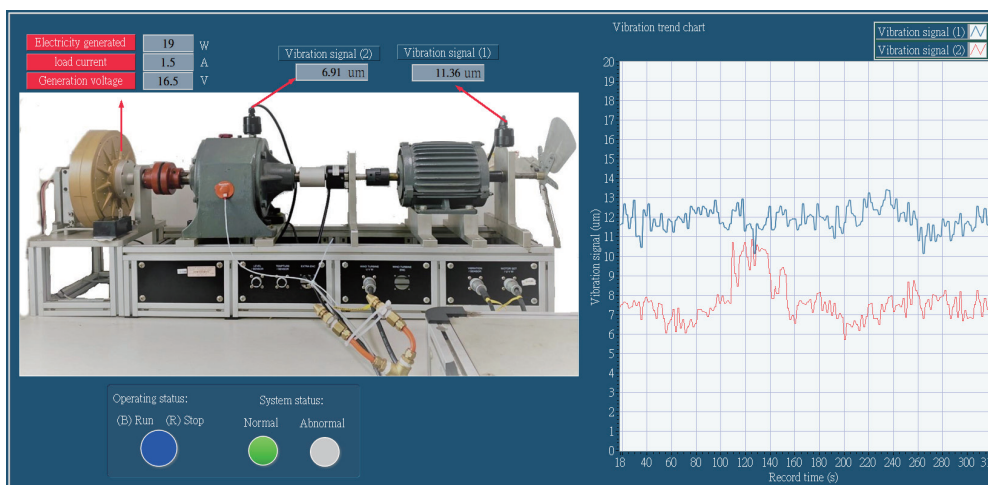 Electricity generated 19 W
load current 1.5 A
Generation voltage 16.5 V
Vibration signal (2)
6.91 um
Vibration signal (1)
11.36 um
Operating status:
(B) Run (R) Stop
System status:
Normal Abnormal
Vibration trend chart
Vibration signal (1)
Vibration signal (2)
Vibration signal (um)
20
19
18
17
16
15
14
13
12
11
10
9
8
7
6
5
4
3
2
1
0
18 40 60 80 100 120 140 160 180 200 220 240 260 280 300
Record time (s)